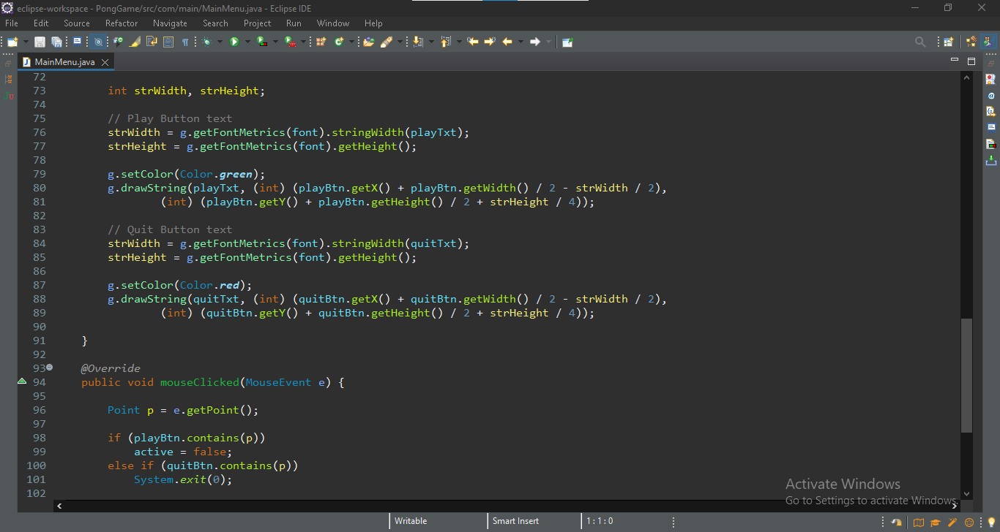 eclipse-workspace - PongGame/src/com/main/MainMenu.java - Eclipse IDE
File Edit Source Refactor Navigate Search Project Run Window Help
MainMenu.java
72
73 int strWidth, strHeight;
74
75 // Play Button text
76 strWidth = g.getFontMetrics(font).stringWidth(playTxt);
77 strHeight = g.getFontMetrics(font).getHeight();
78
79 g.setColor(Color.green);
80 g.drawString(playTxt, (int) (playBtn.getX() + playBtn.getWidth() / 2 - strWidth / 2),
81 (int) (playBtn.getY() + playBtn.getHeight() / 2 + strHeight / 4));
82
83 // Quit Button text
84 strWidth = g.getFontMetrics(font).stringWidth(quitTxt);
85 strHeight = g.getFontMetrics(font).getHeight();
86
87 g.setColor(Color.red);
88 g.drawString(quitTxt, (int) (quitBtn.getX() + quitBtn.getWidth() / 2 - strWidth / 2),
89 (int) (quitBtn.getY() + quitBtn.getHeight() / 2 + strHeight / 4));
90
91 }
92
93 @Override
94 public void mouseClicked(MouseEvent e) {
95
96 Point p = e.getPoint();
97
98 if (playBtn.contains(p))
99 active = false;
100 else if (quitBtn.contains(p))
101 System.exit(0);
102
Activate Windows
Go to Settings to activate Windows.
Writable Smart Insert 1:1:0